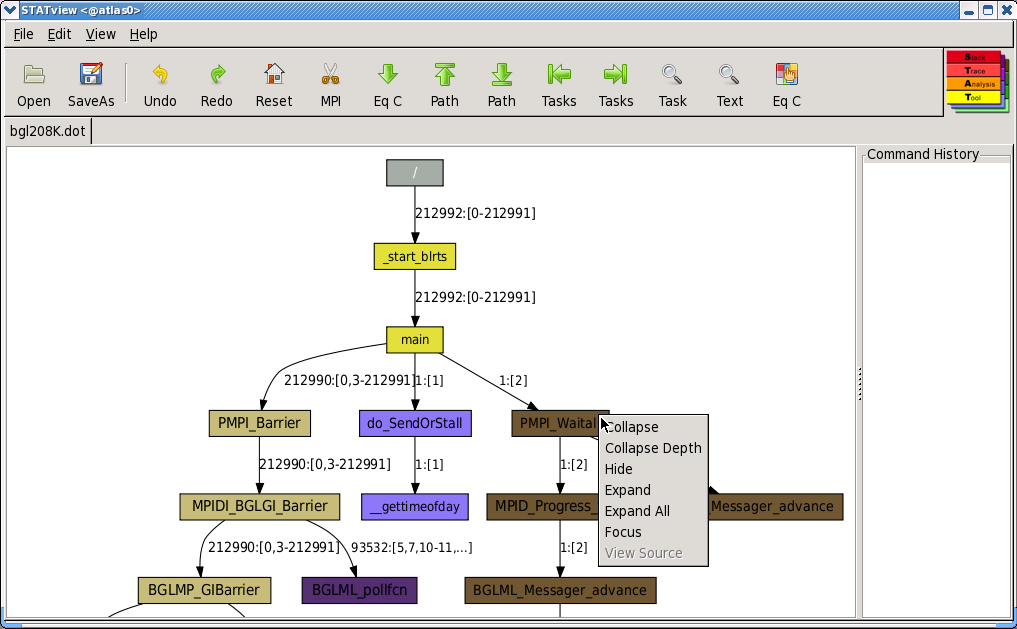 STATview <@atlas0>
File Edit View Help
Open SaveAs Undo Redo Reset MPI Eq C Path Path Tasks Tasks Task Text Eq C
Stack
Trace
Analysis
Tool
bgl208K.dot
Command History
/
212992:[0-212991]
_start_blrts
212992:[0-212991]
main
212990:[0,3-212991] 1:[1] 1:[2]
PMPI_Barrier do_SendOrStall PMPI_Waital
212990:[0,3-212991] 1:[1] 1:[2]
MPIDI_BGLGI_Barrier __gettimeofday MPID_Progress_ _Messager_advance
212990:[0,3-212991] 93532:[5,7,10-11,...] 1:[2]
BGLMP_GIBarrier BGLML_pollfcn BGLML_Messager_advance
Collapse
Collapse Depth
Hide
Expand
Expand All
Focus
View Source